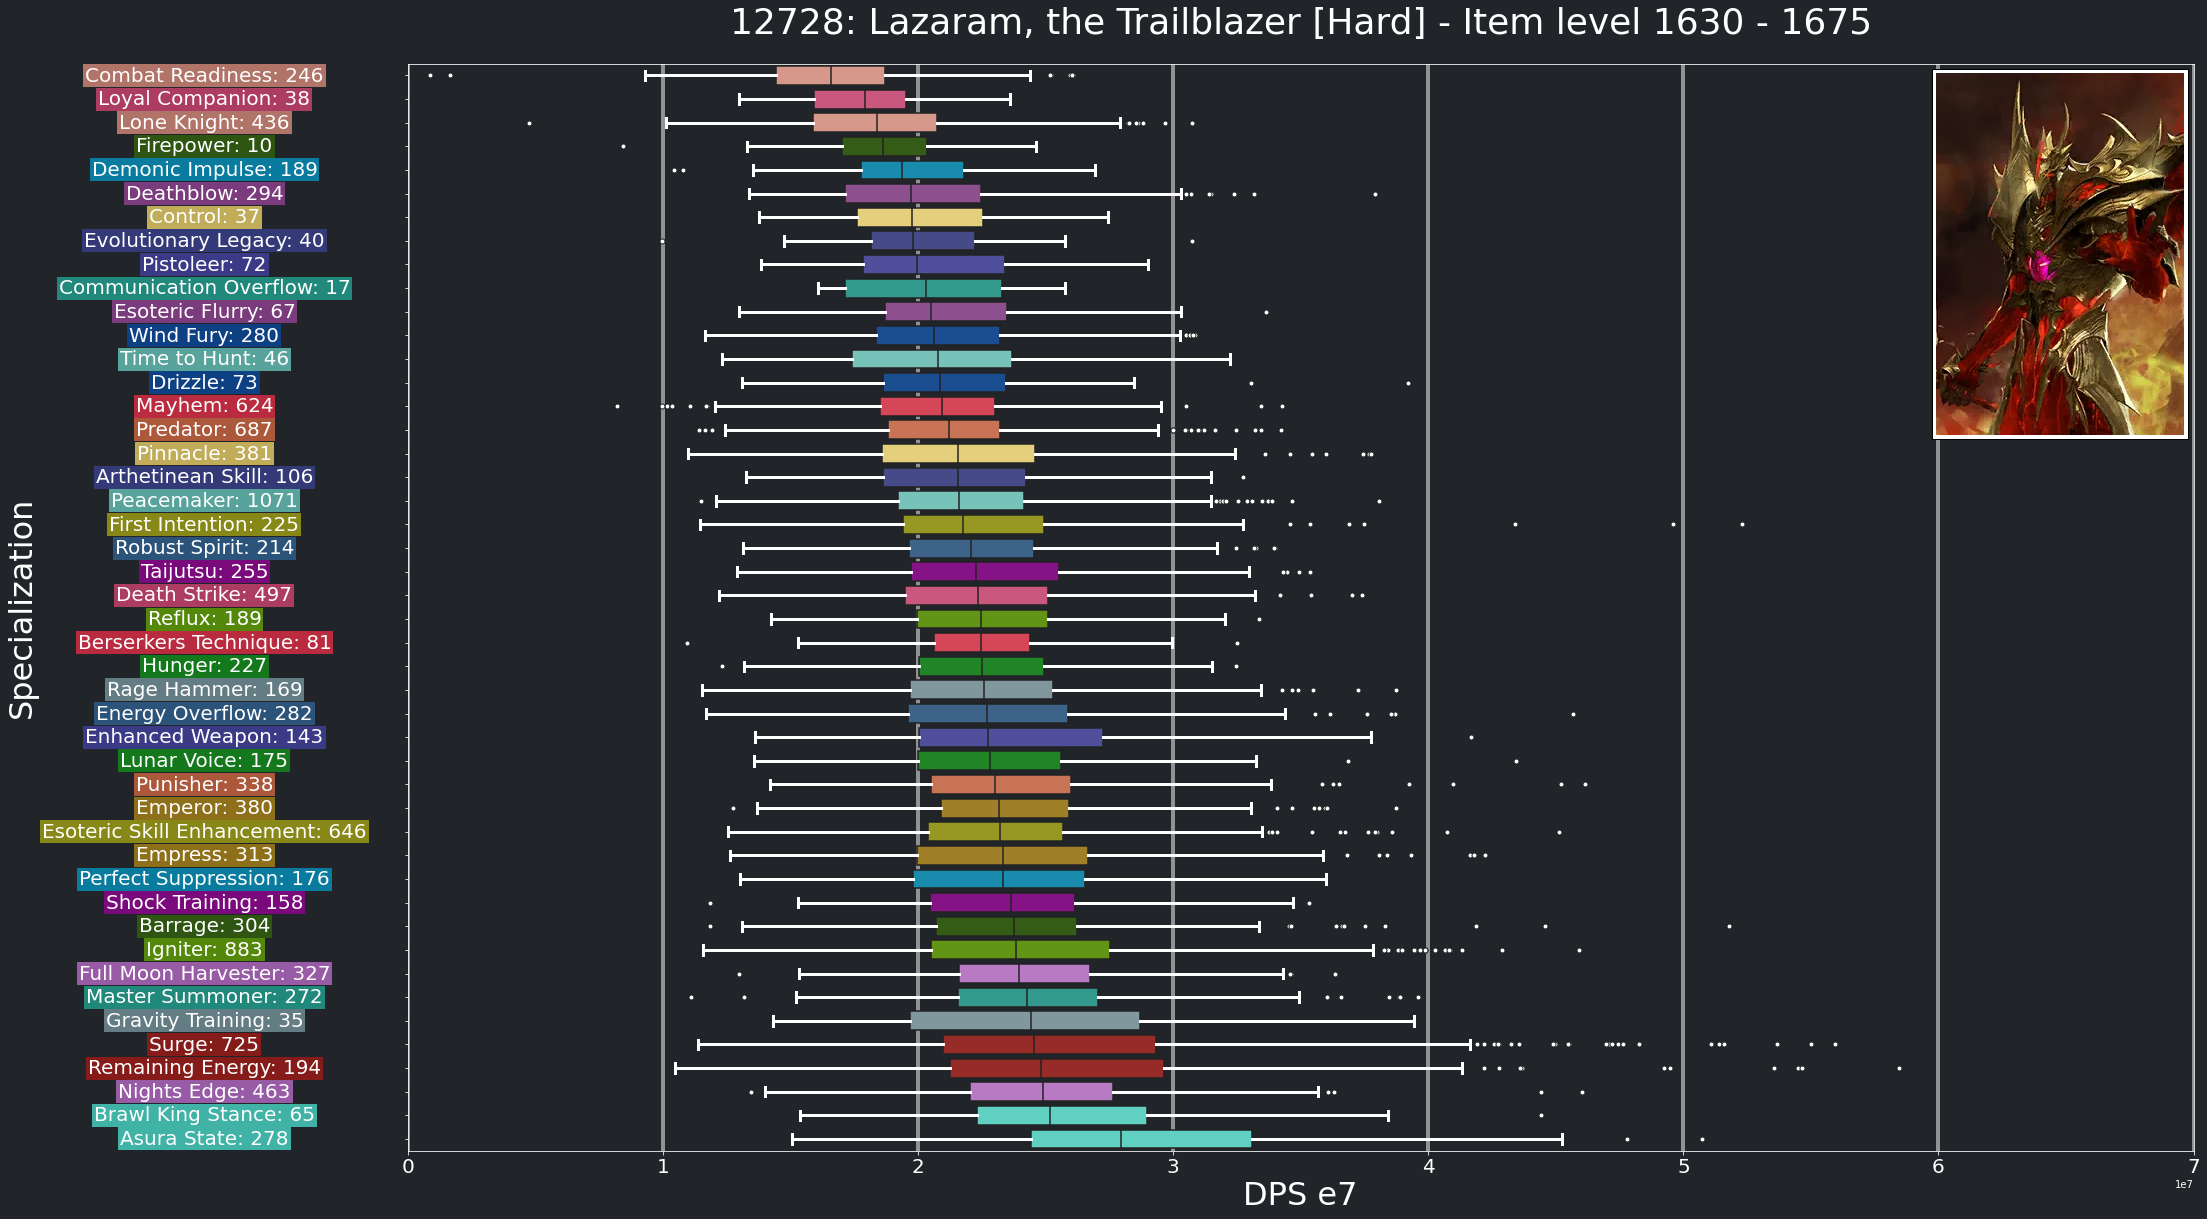 12728: Lazaram, the Trailblazer [Hard] - Item level 1630 - 1675
Specialization
Combat Readiness: 246
Loyal Companion: 38
Lone Knight: 436
Firepower: 10
Demonic Impulse: 189
Deathblow: 294
Control: 37
Evolutionary Legacy: 40
Pistoleer: 72
Communication Overflow: 17
Esoteric Flurry: 67
Wind Fury: 280
Time to Hunt: 46
Drizzle: 73
Mayhem: 624
Predator: 687
Pinnacle: 381
Arthetinean Skill: 106
Peacemaker: 1071
First Intention: 225
Robust Spirit: 214
Taijutsu: 255
Death Strike: 497
Reflux: 189
Berserkers Technique: 81
Hunger: 227
Rage Hammer: 169
Energy Overflow: 282
Enhanced Weapon: 143
Lunar Voice: 175
Punisher: 338
Emperor: 380
Esoteric Skill Enhancement: 646
Empress: 313
Perfect Suppression: 176
Shock Training: 158
Barrage: 304
Igniter: 883
Full Moon Harvester: 327
Master Summoner: 272
Gravity Training: 35
Surge: 725
Remaining Energy: 194
Nights Edge: 463
Brawl King Stance: 65
Asura State: 278
0 1 2 3 4 5 6 7
1e7
DPS e7